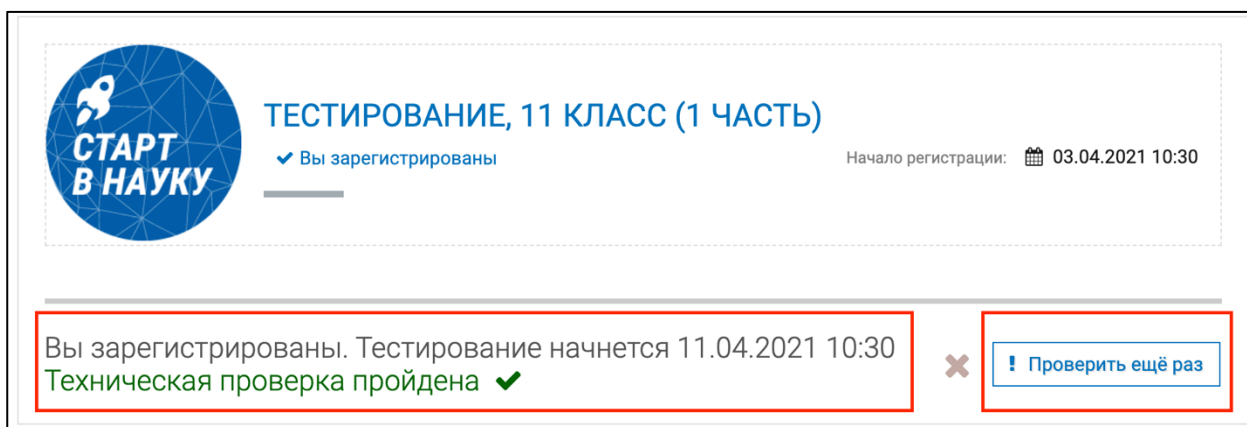 СТАРТ
В НАУКУ
ТЕСТИРОВАНИЕ, 11 КЛАСС (1 ЧАСТЬ)
Вы зарегистрированы
Начало регистрации: 03.04.2021 10:30
Вы зарегистрированы. Тестирование начнется 11.04.2021 10:30
Техническая проверка пройдена ✔
! Проверить ещё раз